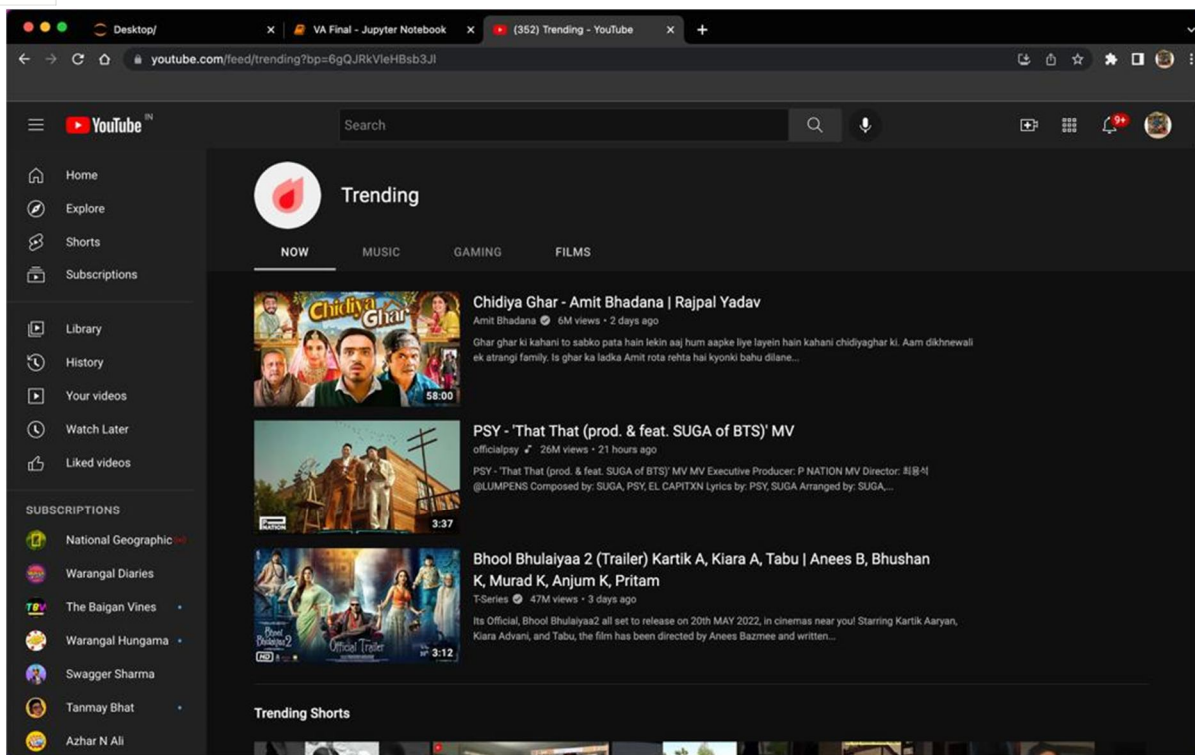 Desktop/
VA Final - Jupyter Notebook
(352) Trending - YouTube
youtube.com/feed/trending?bp=6gQJRkVleHBsb3Jl
YouTube IN
Search
9+
Home
Explore
Shorts
Subscriptions
Library
History
Your videos
Watch Later
Liked videos
SUBSCRIPTIONS
National Geographic
Warangal Diaries
The Baigan Vines
Warangal Hungama
Swagger Sharma
Tanmay Bhat
Azhar N Ali
Trending
NOW MUSIC GAMING FILMS
Chidiya Ghar
58:00
Chidiya Ghar - Amit Bhadana | Rajpal Yadav
Amit Bhadana 6M views • 2 days ago
Ghar ghar ki kahani to sabko pata hain lekin aaj hum aapke liye layein hain kahani chidiyaghar ki. Aam dikhnewali
ek atrangi family. Is ghar ka ladka Amit rota rehta hai kyonki bahu dilane...
P NATION
3:37
PSY - 'That That (prod. & feat. SUGA of BTS)' MV
officialpsy 26M views • 21 hours ago
PSY - 'That That (prod. & feat. SUGA of BTS)' MV MV Executive Producer: P NATION MV Director: 최용석
@LUMPENS Composed by: SUGA, PSY, EL CAPITXN Lyrics by: PSY, SUGA Arranged by: SUGA,...
Bhool
Bhulaiyaa 2
Official Trailer
HD
3:12
Bhool Bhulaiyaa 2 (Trailer) Kartik A, Kiara A, Tabu | Anees B, Bhushan
K, Murad K, Anjum K, Pritam
T-Series 47M views • 3 days ago
Its Official, Bhool Bhulaiyaa2 all set to release on 20th MAY 2022, in cinemas near you! Starring Kartik Aaryan,
Kiara Advani, and Tabu, the film has been directed by Anees Bazmee and written...
Trending Shorts